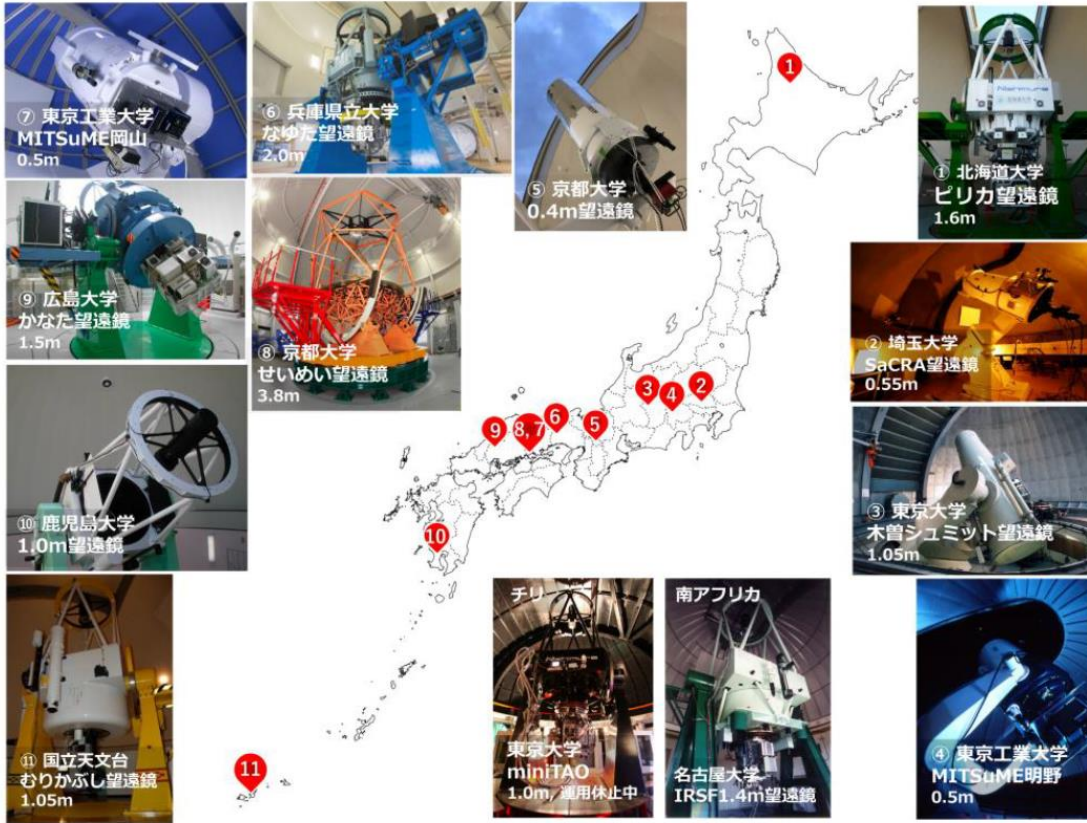 ⑦ 東京工業大学
MITSuME岡山
0.5m
⑥ 兵庫県立大学
なゆた望遠鏡
2.0m
⑤ 京都大学
0.4m望遠鏡
① 北海道大学
ピリカ望遠鏡
1.6m
⑨ 広島大学
かなた望遠鏡
1.5m
⑧ 京都大学
せいめい望遠鏡
3.8m
② 埼玉大学
SaCRA望遠鏡
0.55m
⑩ 鹿児島大学
1.0m望遠鏡
③ 東京大学
木曽シュミット望遠鏡
1.05m
⑪ 国立天文台
むりかぶし望遠鏡
1.05m
チリ
東京大学
miniTAO
1.0m, 運用休止中
南アフリカ
名古屋大学
IRSF1.4m望遠鏡
④ 東京工業大学
MITSuME明野
0.5m
1
2
3
4
5
6
8, 7
9
10
11